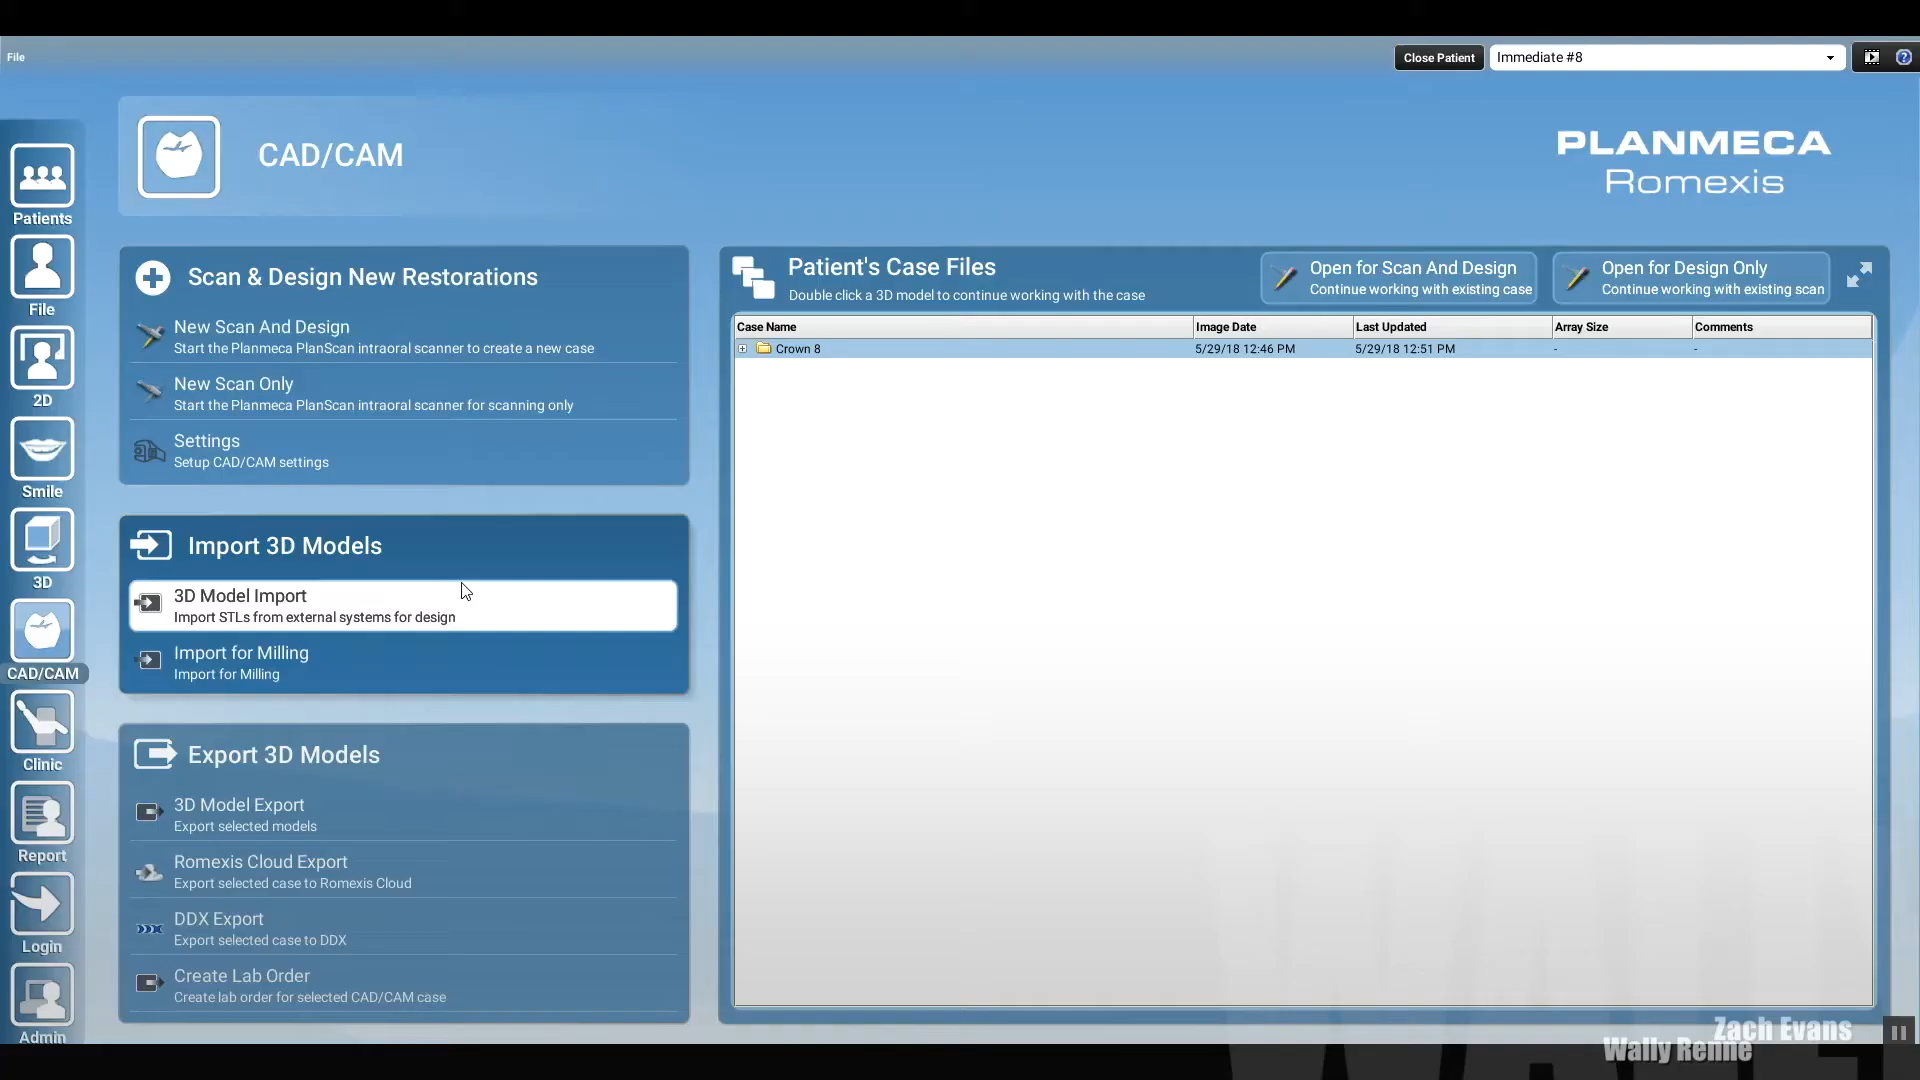 File
Close Patient
Immediate #8
CAD/CAM
PLANMECA
Romexis
Patients
File
2D
Smile
3D
CAD/CAM
Clinic
Report
Login
Admin
Scan & Design New Restorations
New Scan And Design
Start the Planmeca PlanScan intraoral scanner to create a new case
New Scan Only
Start the Planmeca PlanScan intraoral scanner for scanning only
Settings
Setup CAD/CAM settings
Import 3D Models
3D Model Import
Import STLs from external systems for design
Import for Milling
Import for Milling
Export 3D Models
3D Model Export
Export selected models
Romexis Cloud Export
Export selected case to Romexis Cloud
DDX Export
Export selected case to DDX
Create Lab Order
Create lab order for selected CAD/CAM case
Patient's Case Files
Double click a 3D model to continue working with the case
Open for Scan And Design
Continue working with existing case
Open for Design Only
Continue working with existing scan
Case Name Image Date Last Updated Array Size Comments
Crown 8 5/29/18 12:46 PM 5/29/18 12:51 PM - -
Zach Evans
Wally Renne